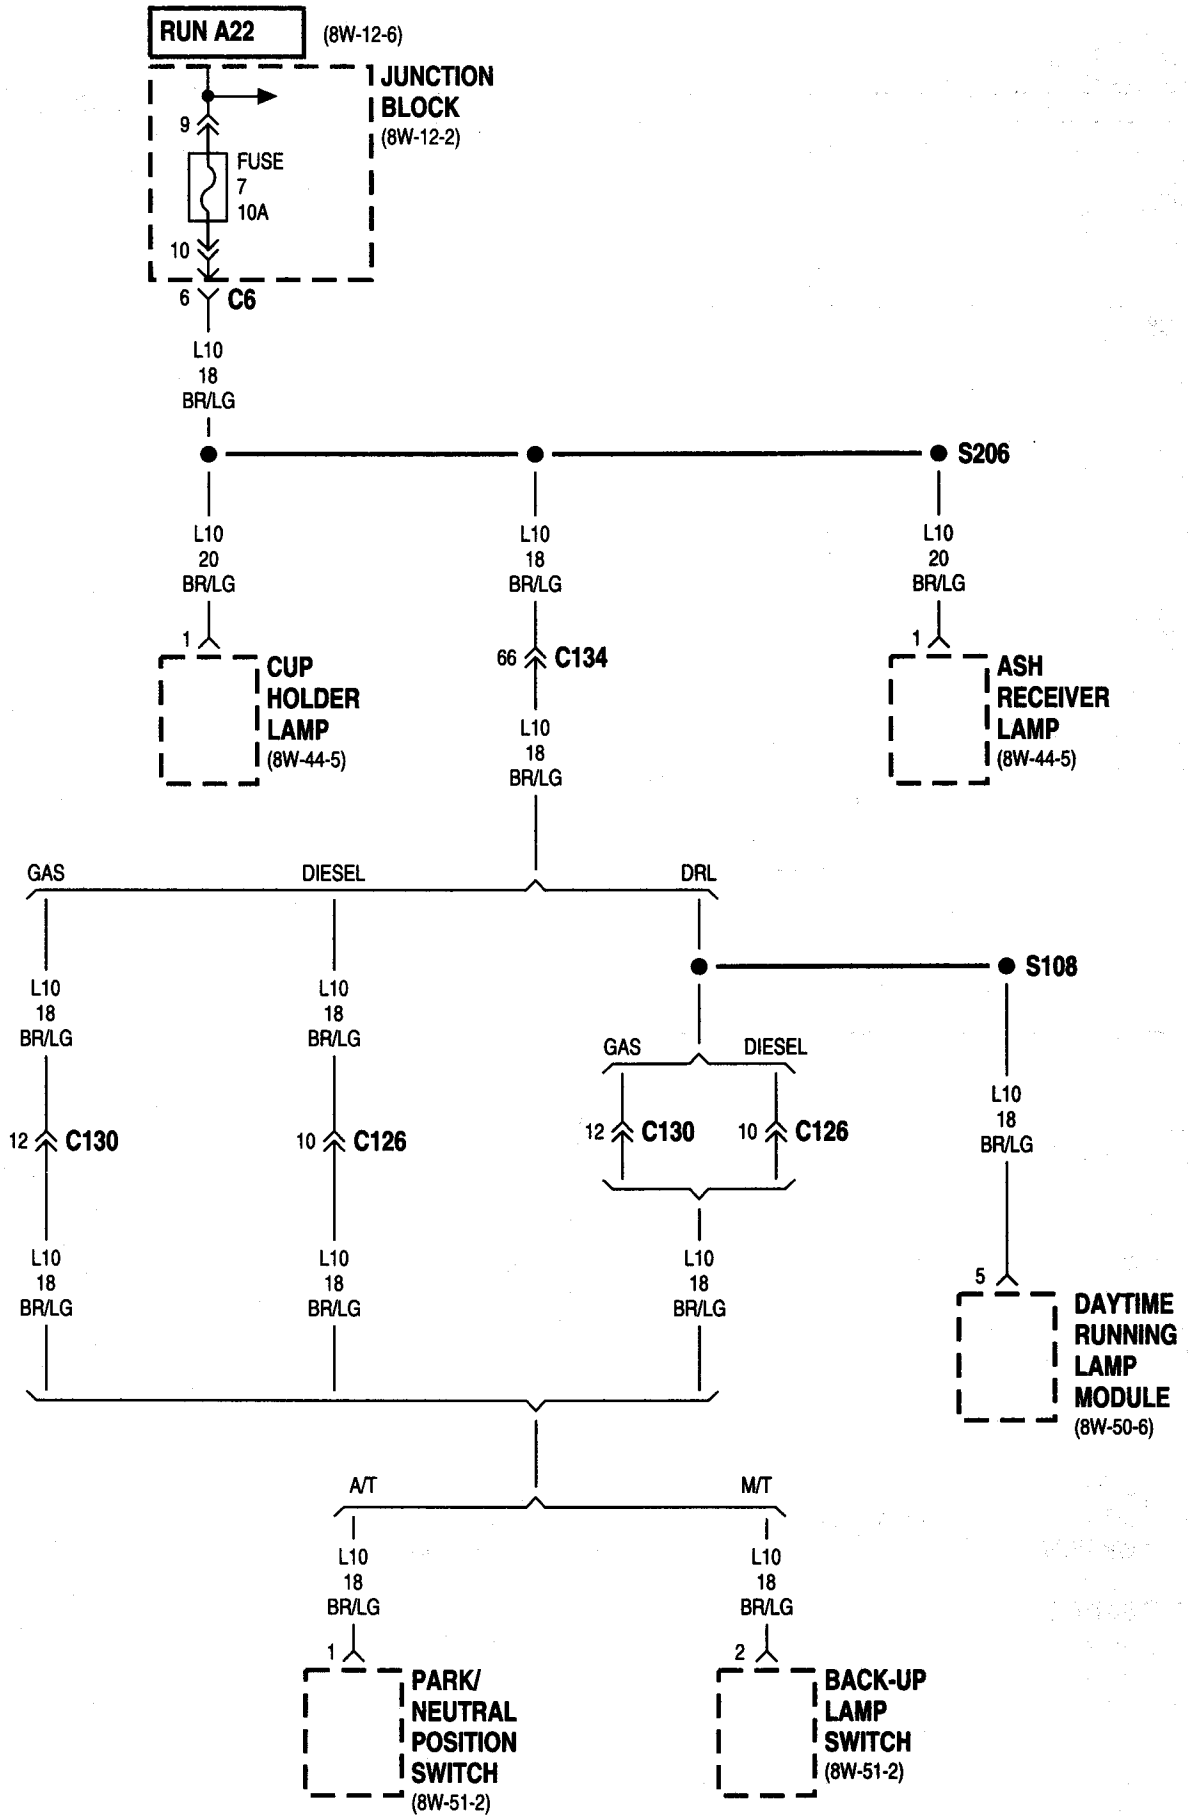 RUN A22
(8W-12-6)
JUNCTION
BLOCK
(8W-12-2)
9
FUSE
7
10A
10
6
C6
L10
18
BR/LG
S206
L10
20
BR/LG
L10
18
BR/LG
L10
20
BR/LG
1
CUP
HOLDER
LAMP
(8W-44-5)
66
C134
1
ASH
RECEIVER
LAMP
(8W-44-5)
L10
18
BR/LG
GAS
DIESEL
DRL
S108
L10
18
BR/LG
L10
18
BR/LG
GAS
DIESEL
L10
18
BR/LG
12
C130
10
C126
12
C130
10
C126
L10
18
BR/LG
L10
18
BR/LG
L10
18
BR/LG
5
DAYTIME
RUNNING
LAMP
MODULE
(8W-50-6)
A/T
M/T
L10
18
BR/LG
L10
18
BR/LG
1
PARK/
NEUTRAL
POSITION
SWITCH
(8W-51-2)
2
BACK-UP
LAMP
SWITCH
(8W-51-2)